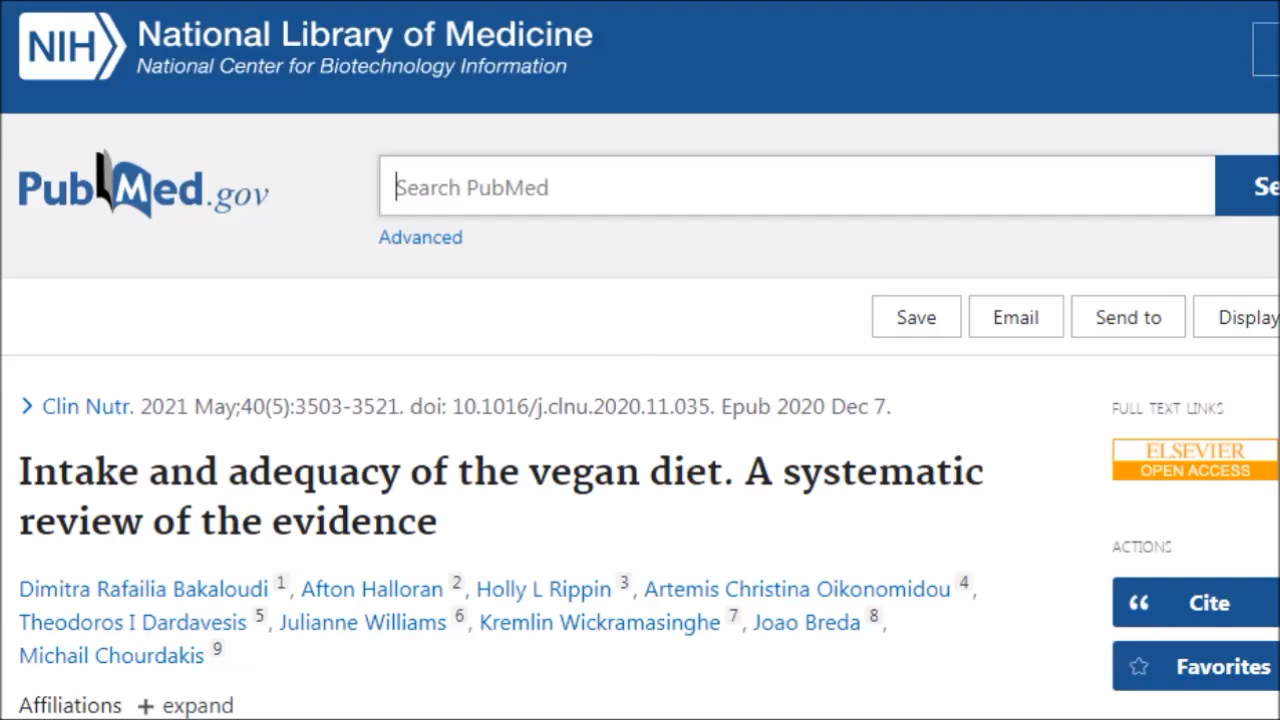 NIH National Library of Medicine
National Center for Biotechnology Information
PubMed.gov
Search PubMed
Advanced
Save Email Send to Display
Clin Nutr. 2021 May;40(5):3503-3521. doi: 10.1016/j.clnu.2020.11.035. Epub 2020 Dec 7.
Intake and adequacy of the vegan diet. A systematic
review of the evidence
Dimitra Rafailia Bakaloudi 1, Afton Halloran 2, Holly L Rippin 3, Artemis Christina Oikonomidou 4,
Theodoros I Dardavesis 5, Julianne Williams 6, Kremlin Wickramasinghe 7, Joao Breda 8,
Michail Chourdakis 9
Affiliations + expand
FULL TEXT LINKS
ELSEVIER
OPEN ACCESS
ACTIONS
Cite
Favorites